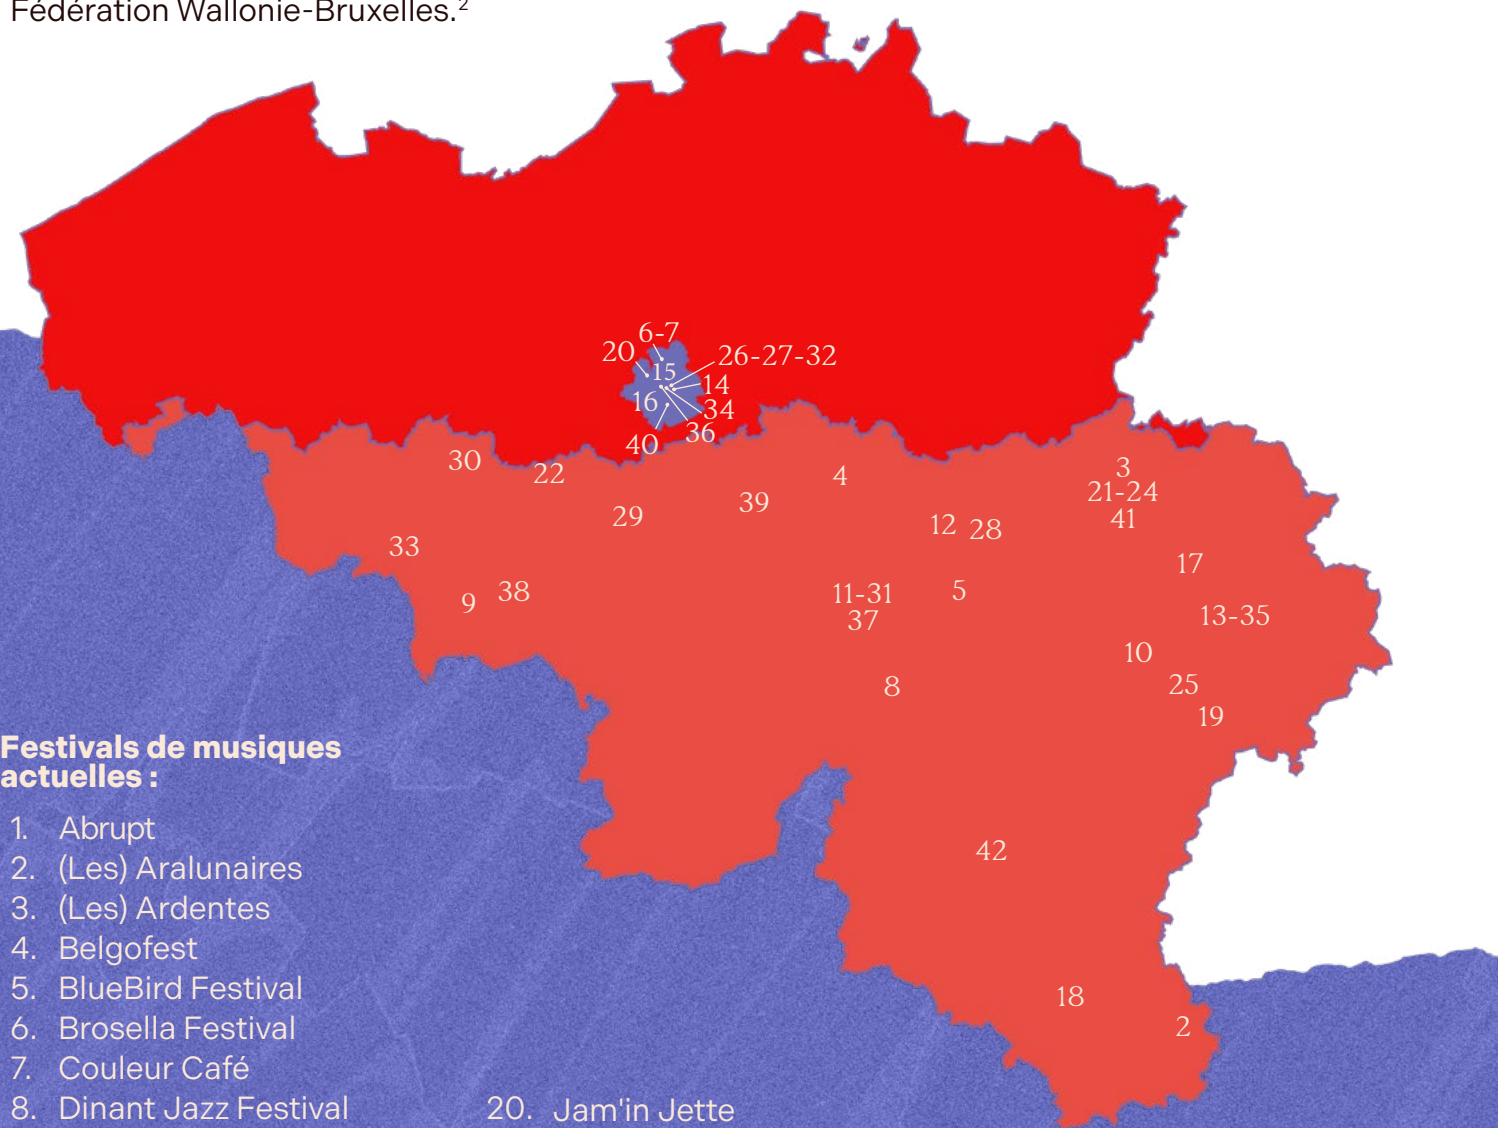 Fédération Wallonie-Bruxelles.²
6-7
20
15
26-27-32
14
16
34
36
40
30
22
4
3
21-24
41
39
29
12
28
33
17
38
9
11-31
37
5
13-35
10
8
25
19
42
18
2
Festivals de musiques
actuelles :
1. Abrupt
2. (Les) Aralunaires
3. (Les) Ardentes
4. Belgofest
5. BlueBird Festival
6. Brosella Festival
7. Couleur Café
8. Dinant Jazz Festival
20. Jam'in Jette